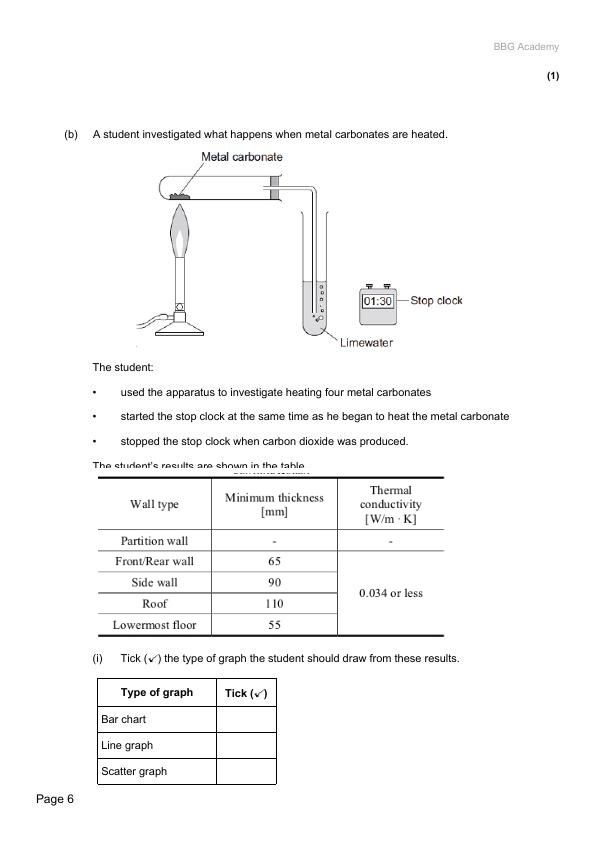 BBG Academy
(1)
(b) A student investigated what happens when metal carbonates are heated.
Metal carbonate
01:30
Stop clock
Limewater
The student:
• used the apparatus to investigate heating four metal carbonates
• started the stop clock at the same time as he began to heat the metal carbonate
• stopped the stop clock when carbon dioxide was produced.
The student's results are shown in the table
Wall type Minimum thickness [mm] Thermal conductivity [W/m · K]
Partition wall - -
Front/Rear wall 65 0.034 or less
Side wall 90
Roof 110
Lowermost floor 55
(i) Tick (✓) the type of graph the student should draw from these results.
Type of graph Tick (✓)
Bar chart
Line graph
Scatter graph
Page 6